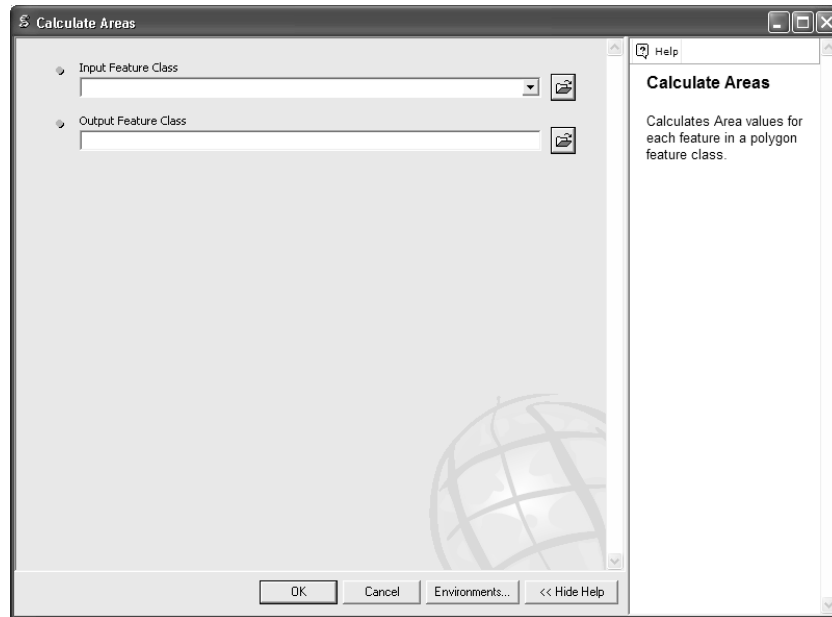 Calculate Areas
Input Feature Class
Output Feature Class
OK
Cancel
Environments...
<< Hide Help
Help
Calculate Areas
Calculates Area values for
each feature in a polygon
feature class.